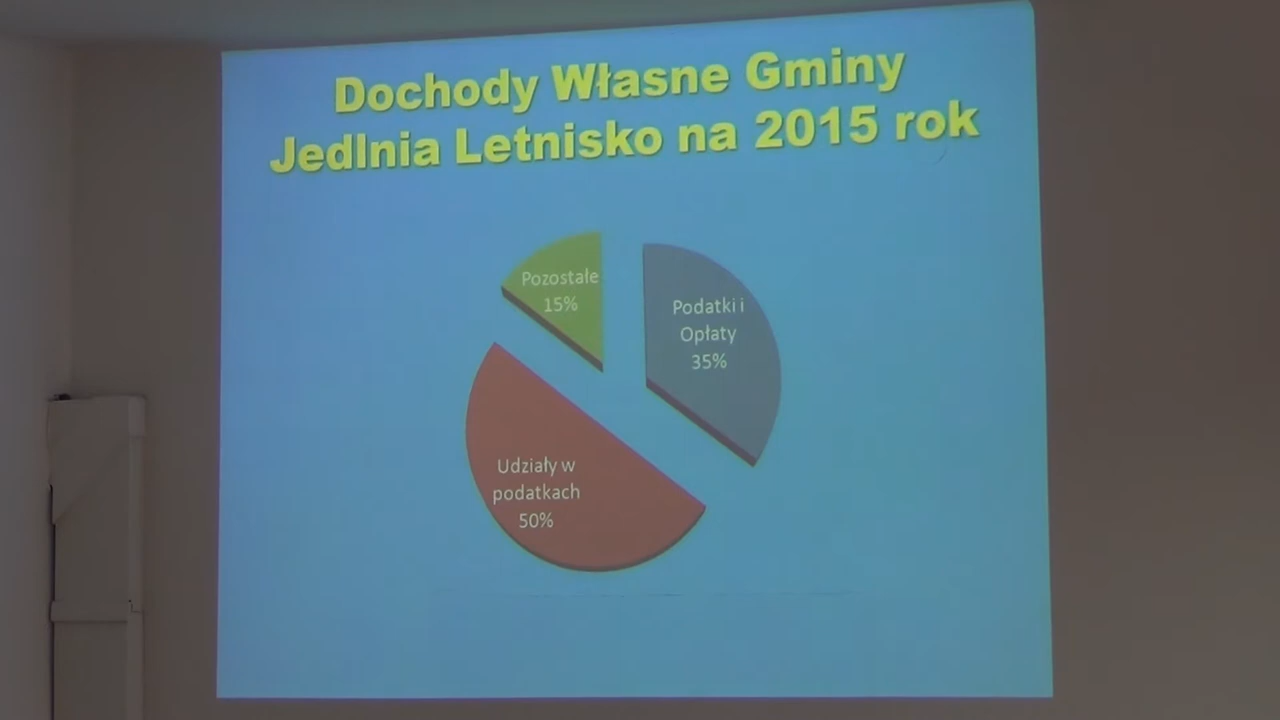 Dochody Własne Gminy
Jedlnia Letnisko na 2015 rok
Pozostałe
15%
Podatki i
Opłaty
35%
Udziały w
podatkach
50%